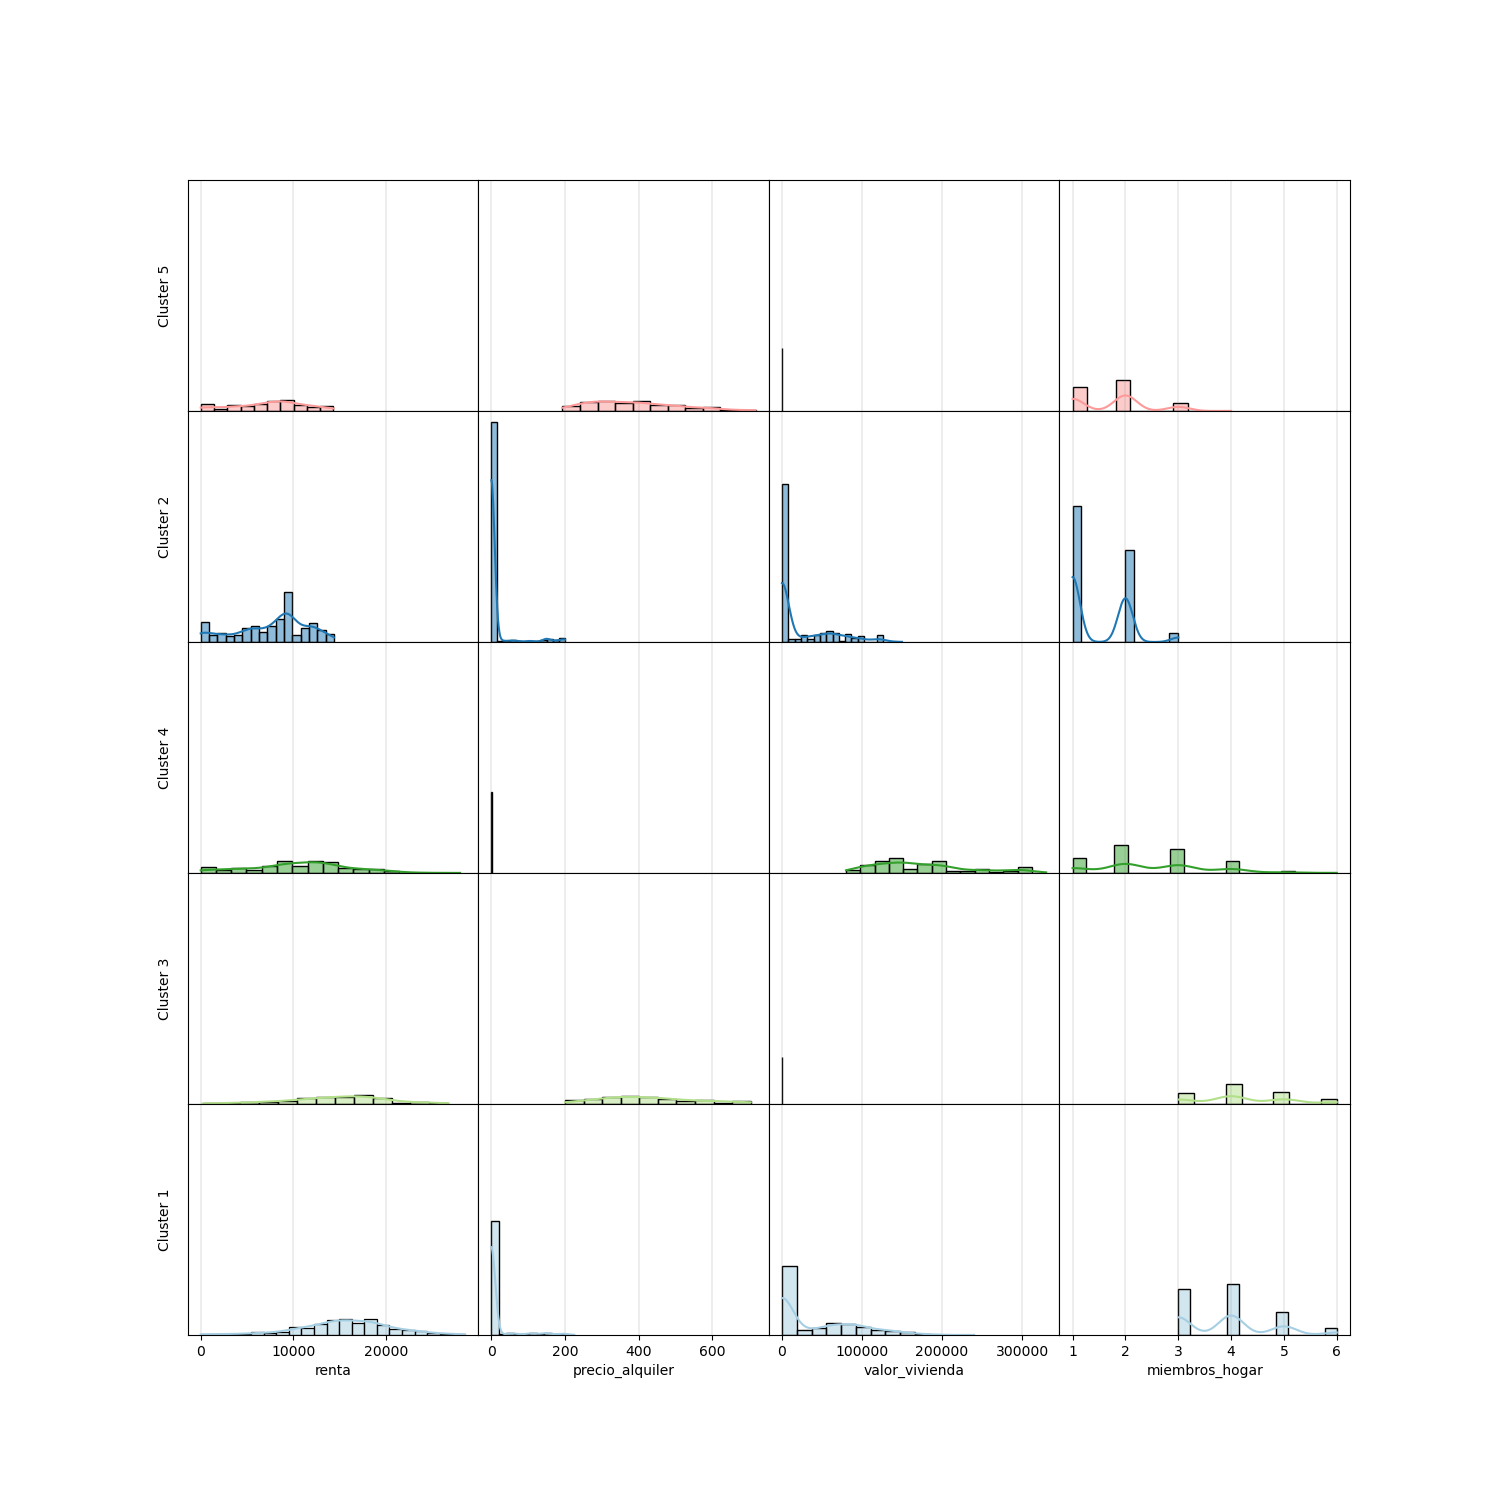 Cluster 5
Cluster 2
Cluster 4
Cluster 3
Cluster 1
0 10000 20000 0 200 400 600 0 100000 200000 300000 1 2 3 4 5 6
renta precio_alquiler valor_vivienda miembros_hogar